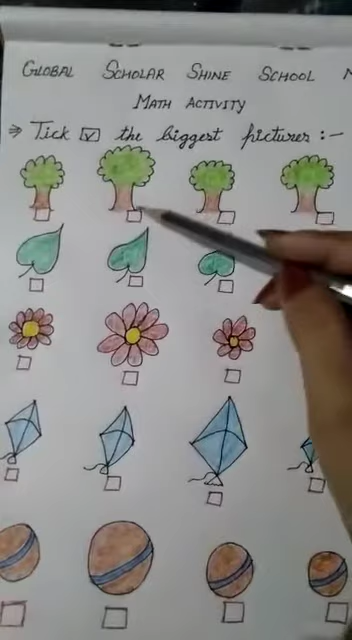 GLOBAL SCHOLAR SHINE SCHOOL
MATH ACTIVITY
⇒ Tick ☑ the biggest pictures :-